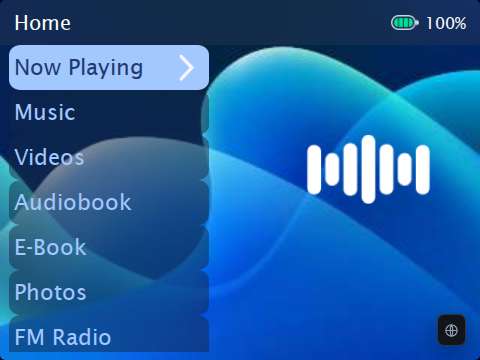 Home
100%
Now Playing
Music
Videos
Audiobook
E-Book
Photos
FM Radio